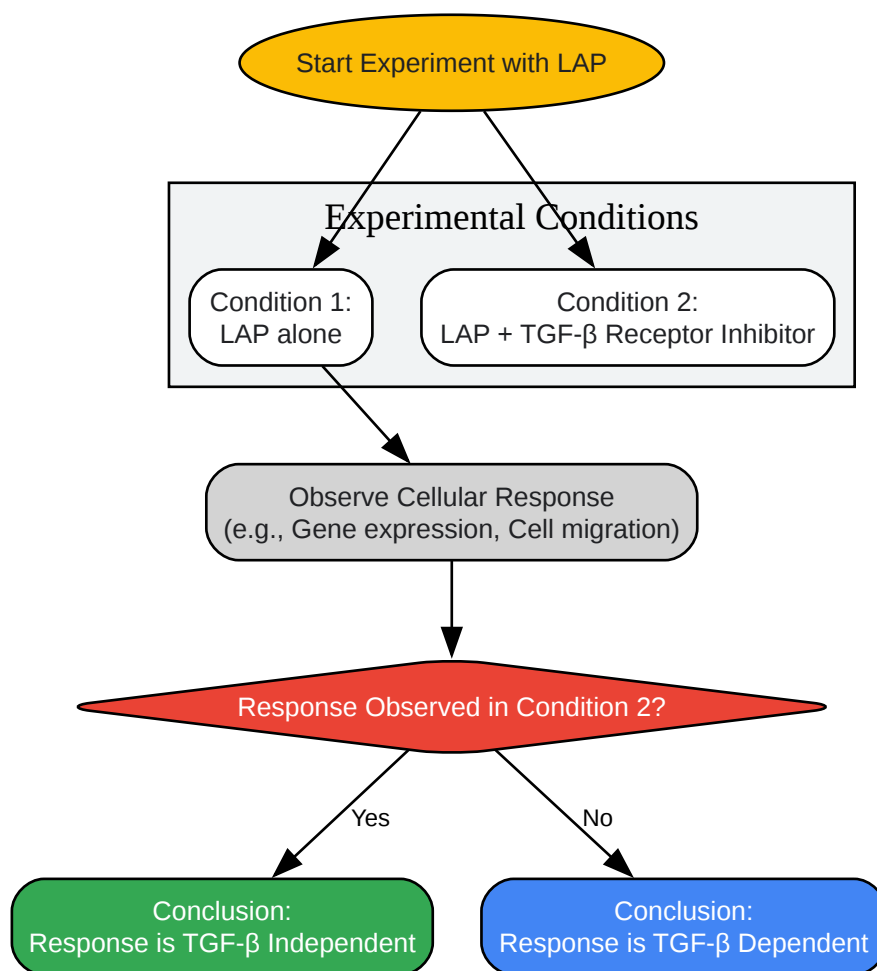 Start Experiment with LAP
Experimental Conditions
Condition 1:
LAP alone
Condition 2:
LAP + TGF-β Receptor Inhibitor
Observe Cellular Response
(e.g., Gene expression, Cell migration)
Response Observed in Condition 2?
Yes
No
Conclusion:
Response is TGF-β Independent
Conclusion:
Response is TGF-β Dependent